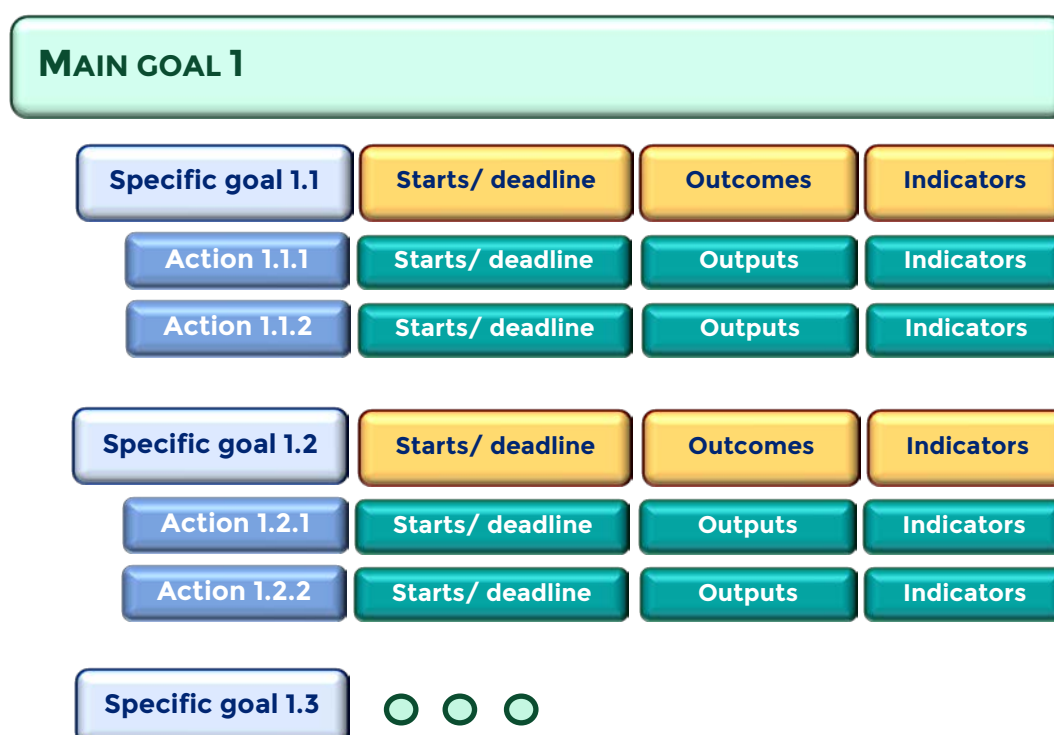 MAIN GOAL 1
Specific goal 1.1 Starts/ deadline Outcomes Indicators
Action 1.1.1 Starts/ deadline Outputs Indicators
Action 1.1.2 Starts/ deadline Outputs Indicators
Specific goal 1.2 Starts/ deadline Outcomes Indicators
Action 1.2.1 Starts/ deadline Outputs Indicators
Action 1.2.2 Starts/ deadline Outputs Indicators
Specific goal 1.3